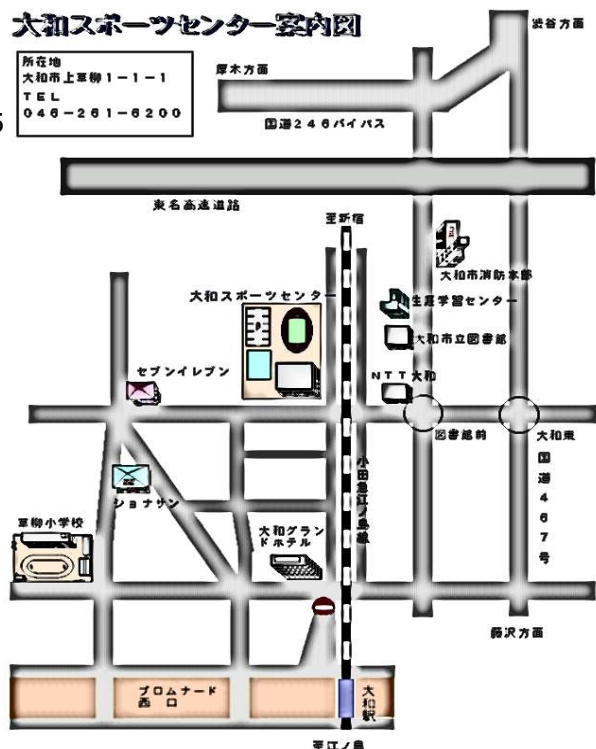 大和スポーツセンター案内図
渋谷方面
所在地
大和市上草柳1-1-1
TEL
046-261-6200
厚木方面
国道246バイパス
東名高速道路
至新宿
大和市消防本部
大和スポーツセンター
生涯学習センター
大和市立図書館
セブンイレブン
NTT大和
図書館前
大和東
小田急江ノ島線
国道467号
ショナサン
草柳小学校
大和グラン
ドホテル
藤沢方面
プロムナード
西口
大和駅
至江ノ島